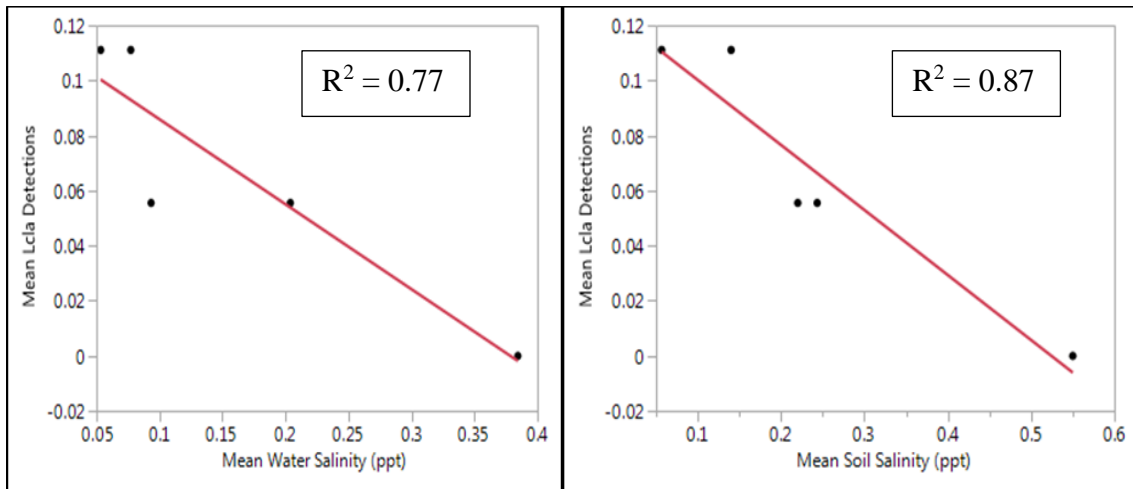 0.12
0.1
0.08
0.06
0.04
0.02
0
-0.02
Mean Lcla Detections
R² = 0.77
0.05 0.1 0.15 0.2 0.25 0.3 0.35 0.4
Mean Water Salinity (ppt)
0.12
0.1
0.08
0.06
0.04
0.02
0
-0.02
Mean Lcla Detections
R² = 0.87
0.1 0.2 0.3 0.4 0.5 0.6
Mean Soil Salinity (ppt)